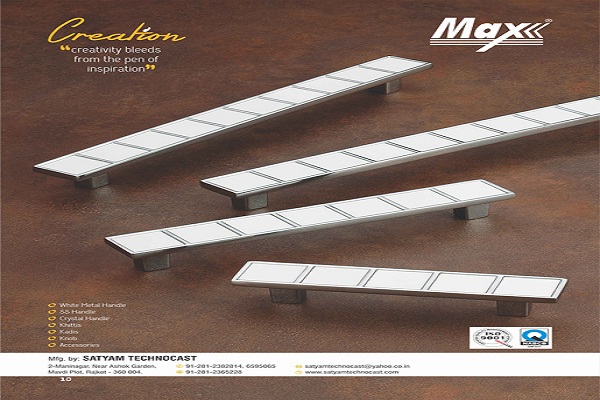 Creation
“creativity bleeds
from the pen of
inspiration”
Max
®
White Metal Handle
SS Handle
Crystal Handle
Khittis
Kadis
Knob
Accessories
ISO
9001
Mfg. by: SATYAM TECHNOCAST
2-Maninagar, Near Ashok Garden,
Mavdi Plot, Rajkot - 360 004.
91-281-2382814, 6595065
91-281-2365228
satyamtechnocast@yahoo.co.in
www.satyamtechnocast.com
10